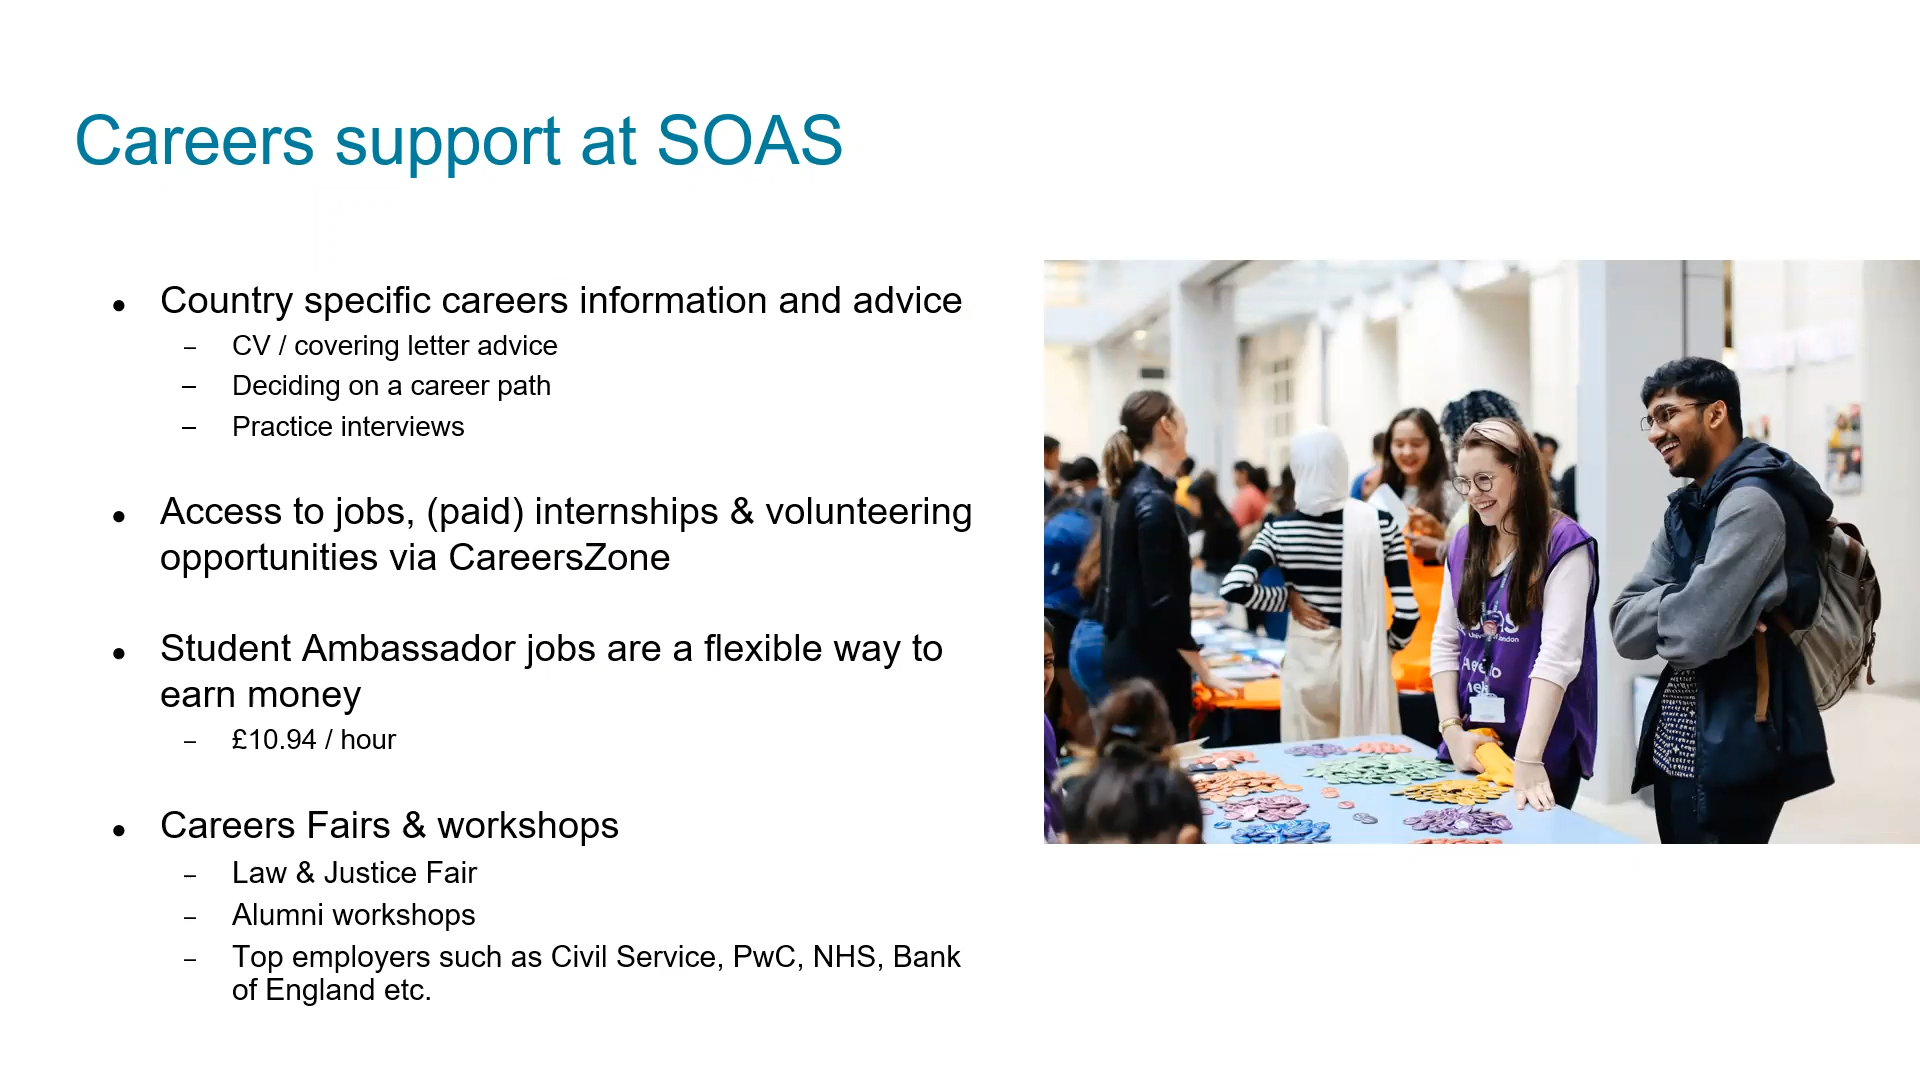 Careers support at SOAS
• Country specific careers information and advice
– CV / covering letter advice
– Deciding on a career path
– Practice interviews
• Access to jobs, (paid) internships & volunteering
opportunities via CareersZone
• Student Ambassador jobs are a flexible way to
earn money
– £10.94 / hour
• Careers Fairs & workshops
– Law & Justice Fair
– Alumni workshops
– Top employers such as Civil Service, PwC, NHS, Bank
of England etc.